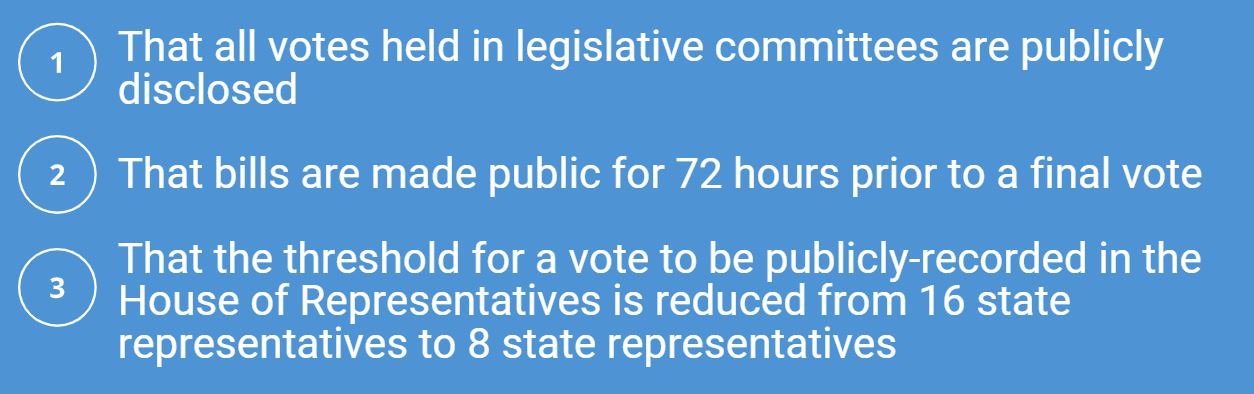 1
That all votes held in legislative committees are publicly
disclosed
2
That bills are made public for 72 hours prior to a final vote
3
That the threshold for a vote to be publicly-recorded in the
House of Representatives is reduced from 16 state
representatives to 8 state representatives